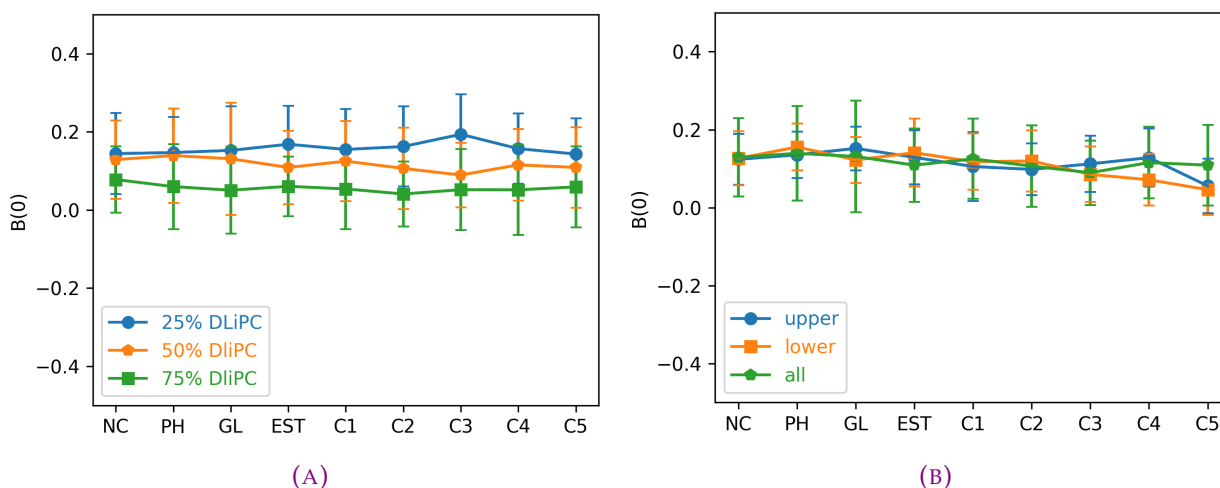 0.4
0.2
0.0
−0.2
−0.4
B(0)
25% DLiPC
50% DliPC
75% DliPC
NC PH GL EST C1 C2 C3 C4 C5
(A)
0.4
0.2
0.0
−0.2
−0.4
B(0)
upper
lower
all
NC PH GL EST C1 C2 C3 C4 C5
(B)